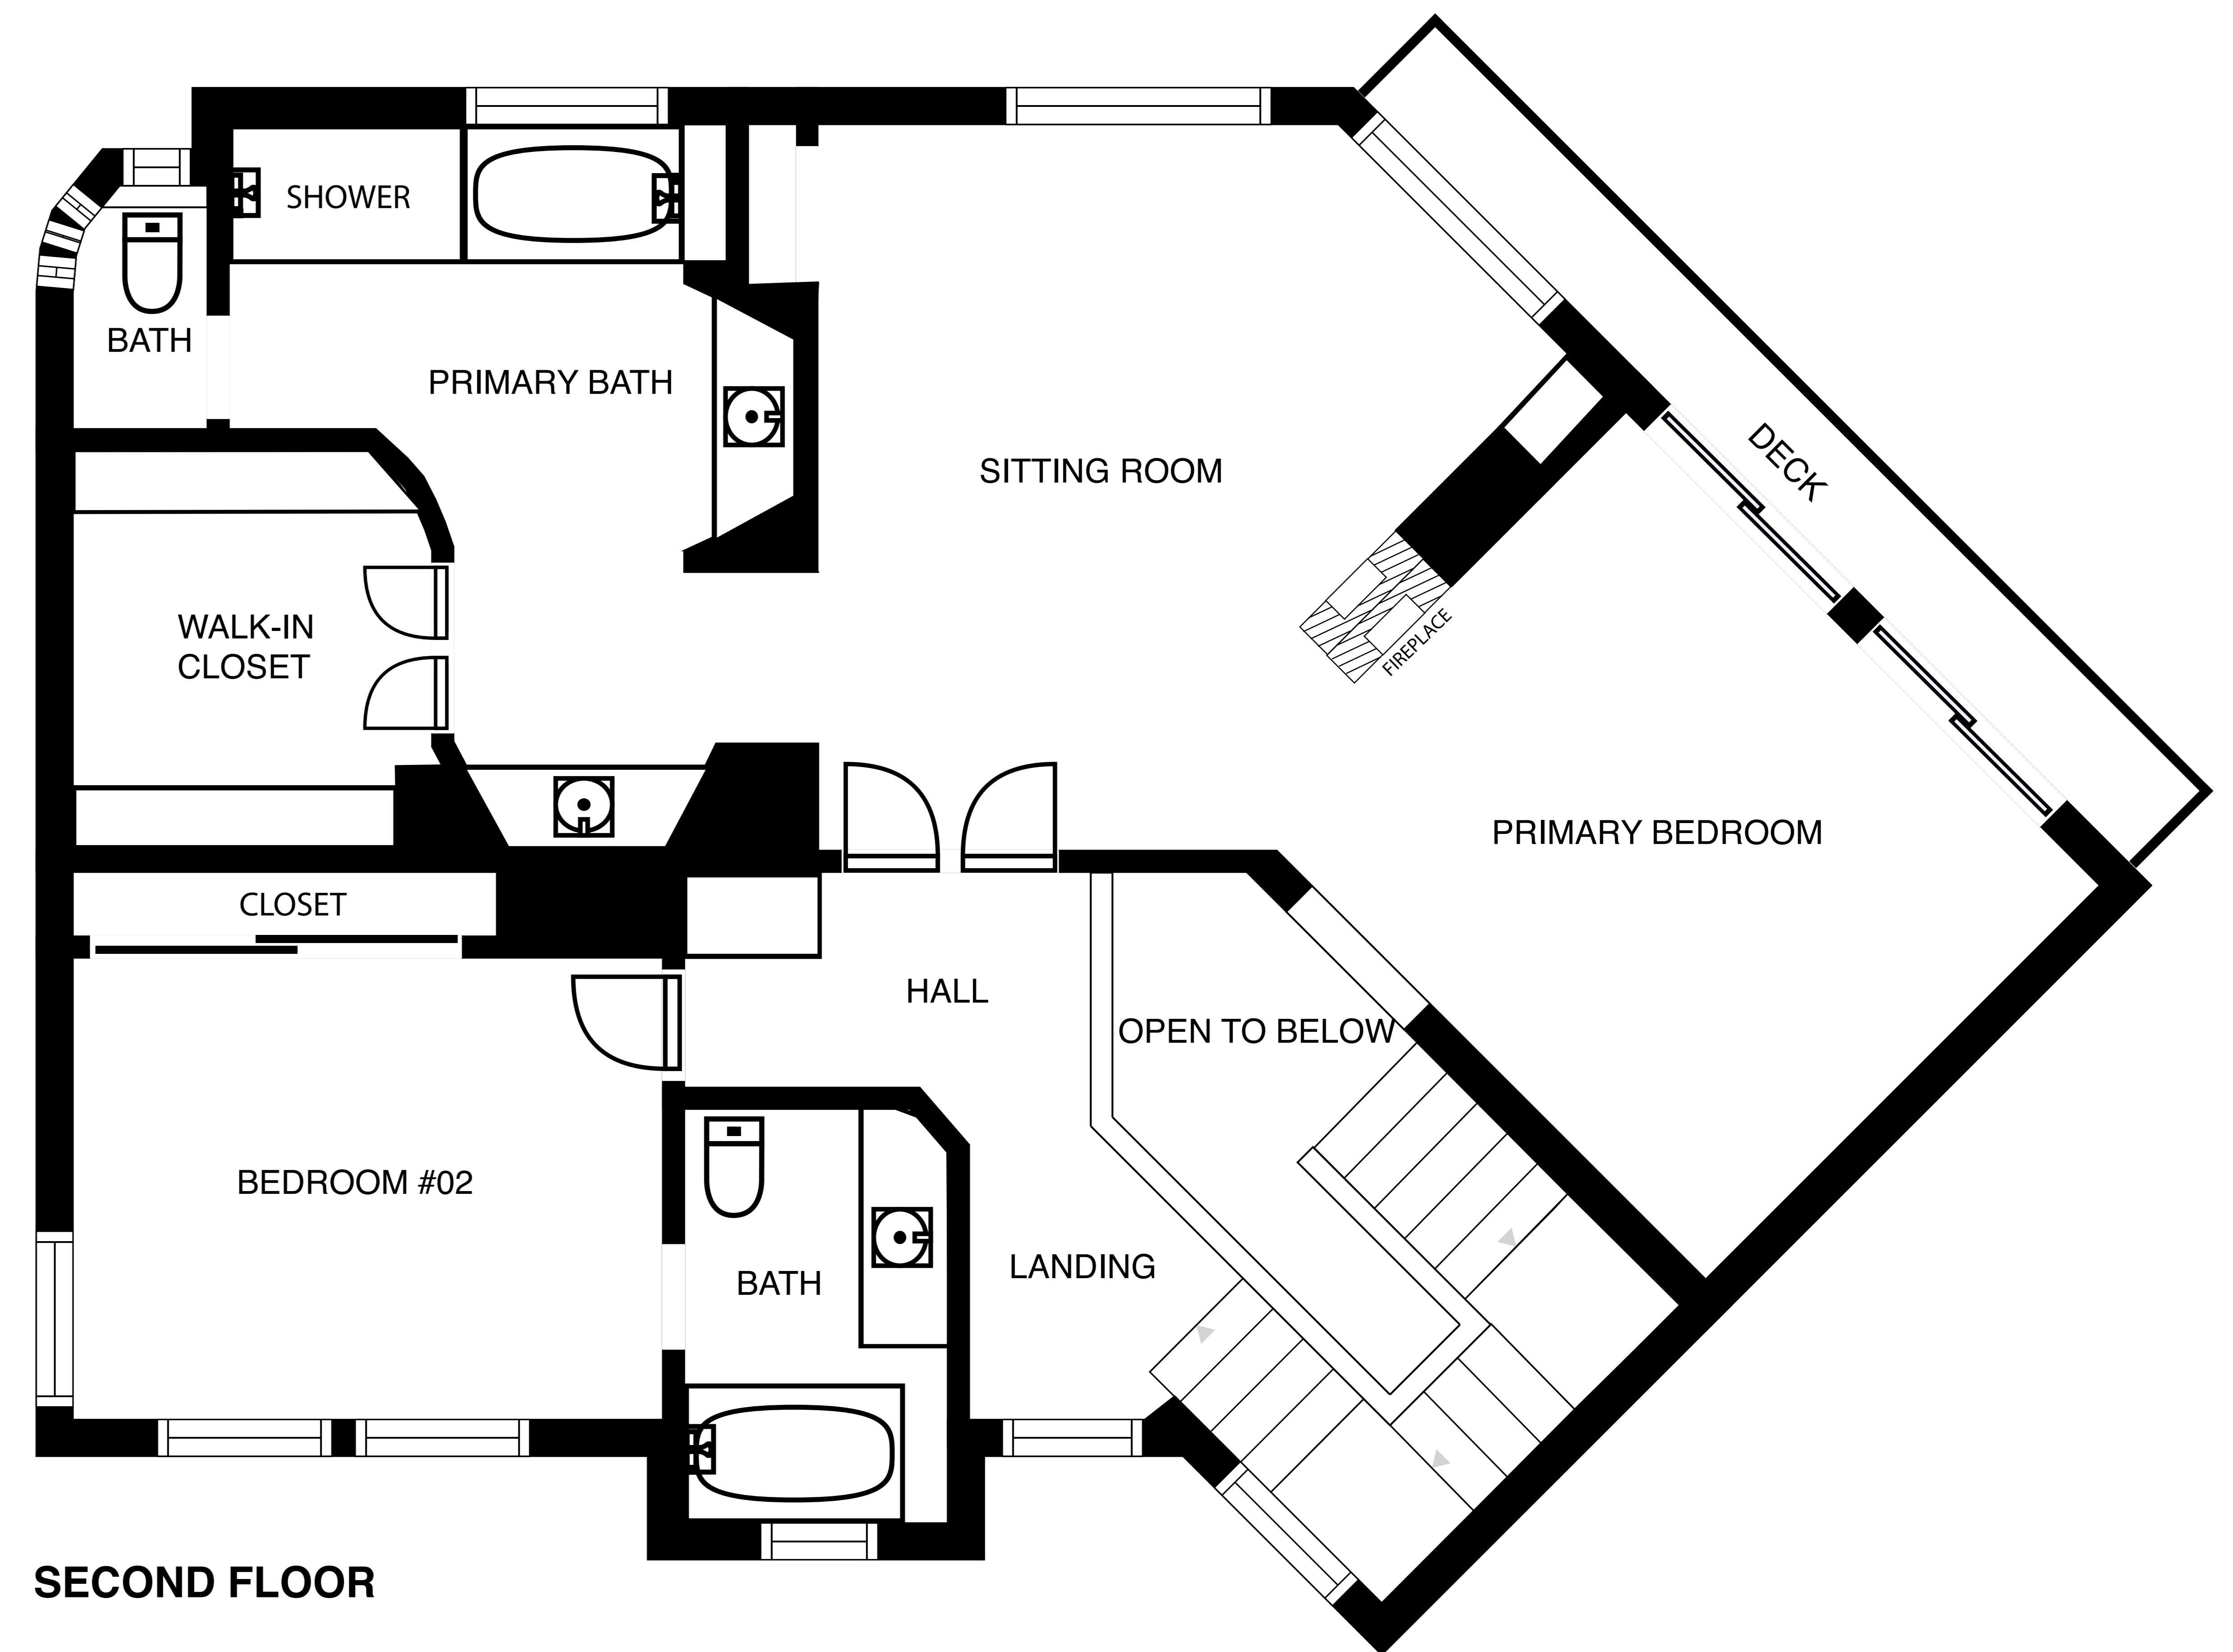 SHOWER
BATH
PRIMARY BATH
DECK
SITTING ROOM
WALK-IN
CLOSET
FIREPLACE
PRIMARY BEDROOM
CLOSET
HALL
OPEN TO BELOW
BEDROOM #02
LANDING
BATH
SECOND FLOOR